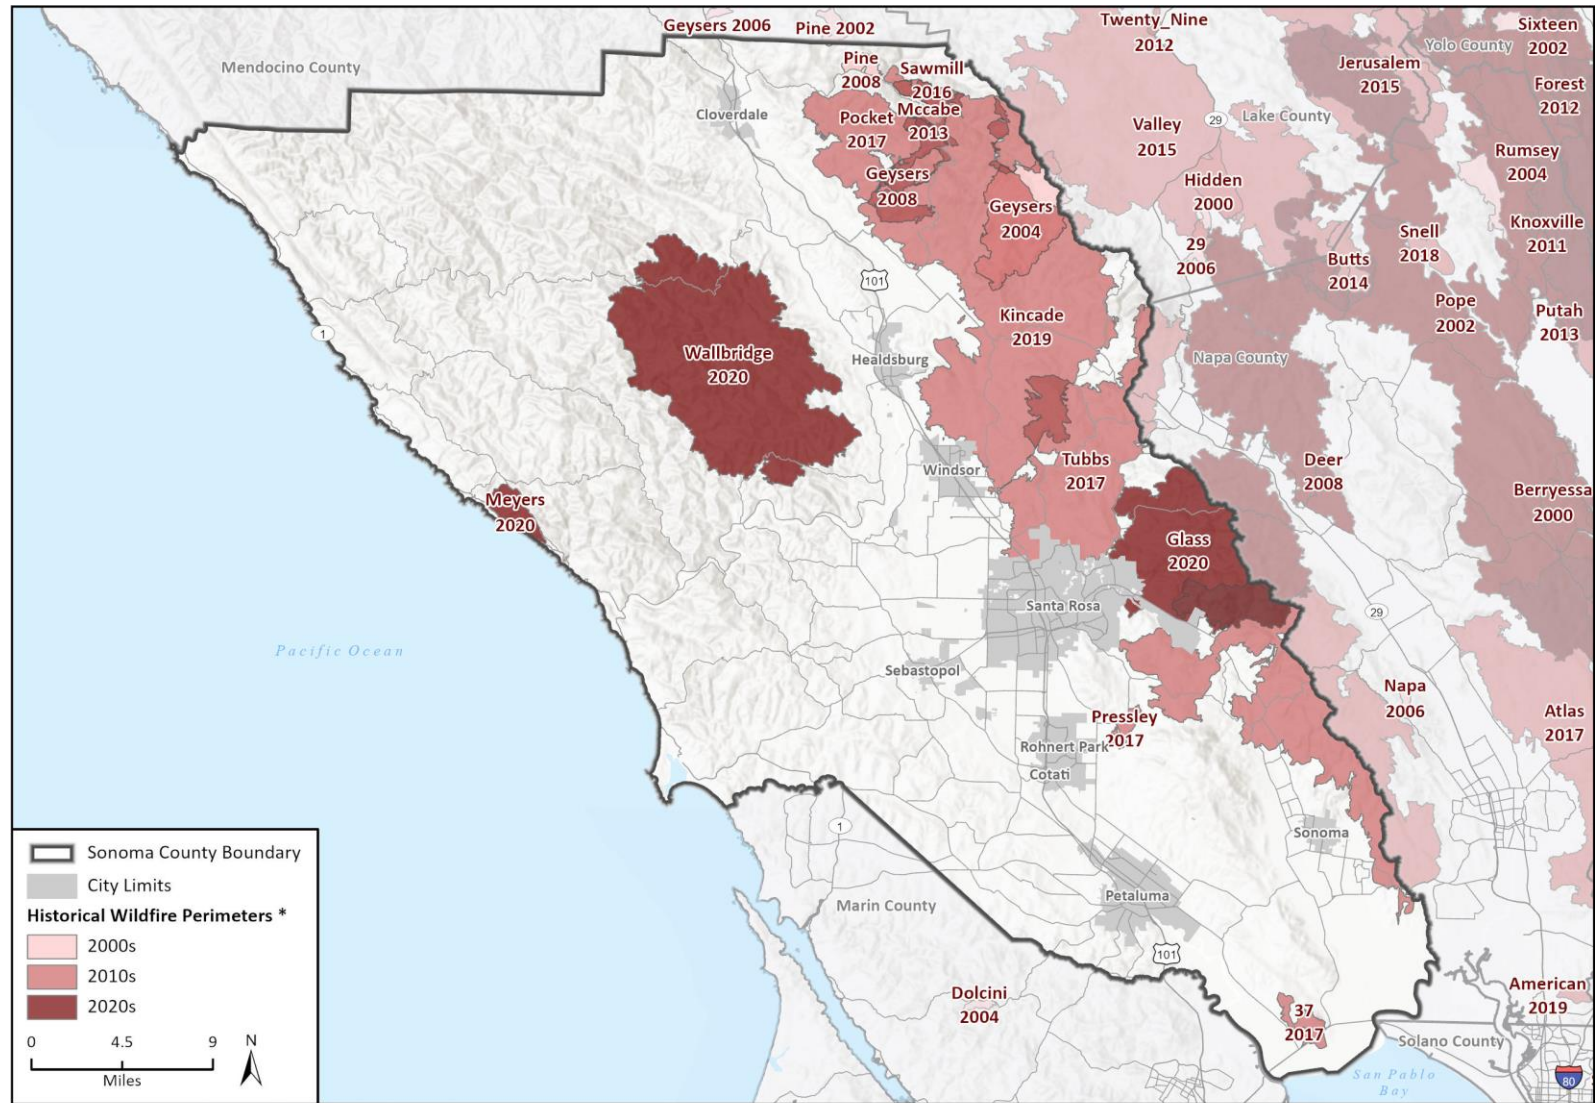 Geysers 2006
Pine 2002
Twenty_Nine
2012
Sixteen
2002
Yolo County
Mendocino County
Pine
2008
Sawmill
2016
Jerusalem
2015
Forest
2012
Cloverdale
Pocket
2017
Mccabe
2013
Valley
2015
29
Lake County
Rumsey
2004
Geysers
2008
Hidden
2000
Geysers
2004
Snell
2018
Knoxville
2011
29
2006
Butts
2014
101
Pope
2002
Putah
2013
Kincade
2019
1
Wallbridge
2020
Healdsburg
Napa County
Windsor
Tubbs
2017
Deer
2008
Berryessa
2000
Meyers
2020
Glass
2020
Santa Rosa
29
Pacific Ocean
Sebastopol
Napa
2006
Atlas
2017
Pressley
2017
Rohnert Park
Cotati
Sonoma
1
Petaluma
Marin County
101
Dolcini
2004
37
2017
American
2019
Solano County
San Pablo
Bay
80
Sonoma County Boundary
City Limits
Historical Wildfire Perimeters *
2000s
2010s
2020s
0 4.5 9
Miles
N